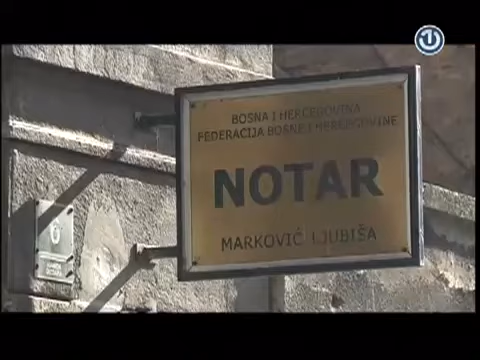 BOSNA I HERCEGOVINA
FEDERACIJA BOSNE I HERCEGOVINE
NOTAR
MARKOVIĆ LJUBIŠA